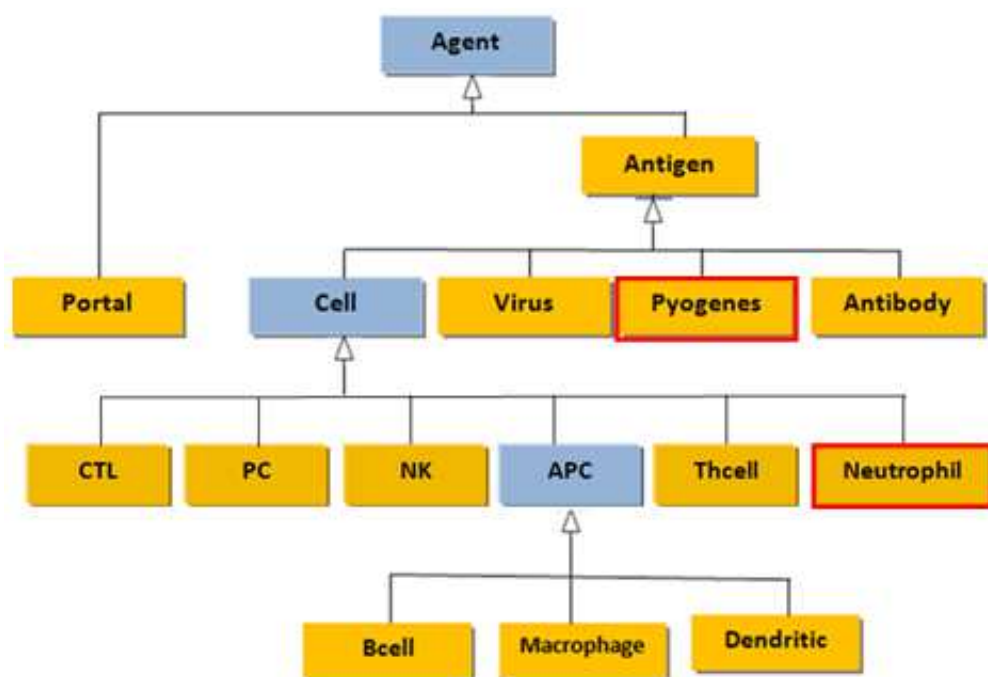 Agent
Antigen
Portal
Cell
Virus
Pyogenes
Antibody
CTL
PC
NK
APC
Thcell
Neutrophil
Bcell
Macrophage
Dendritic